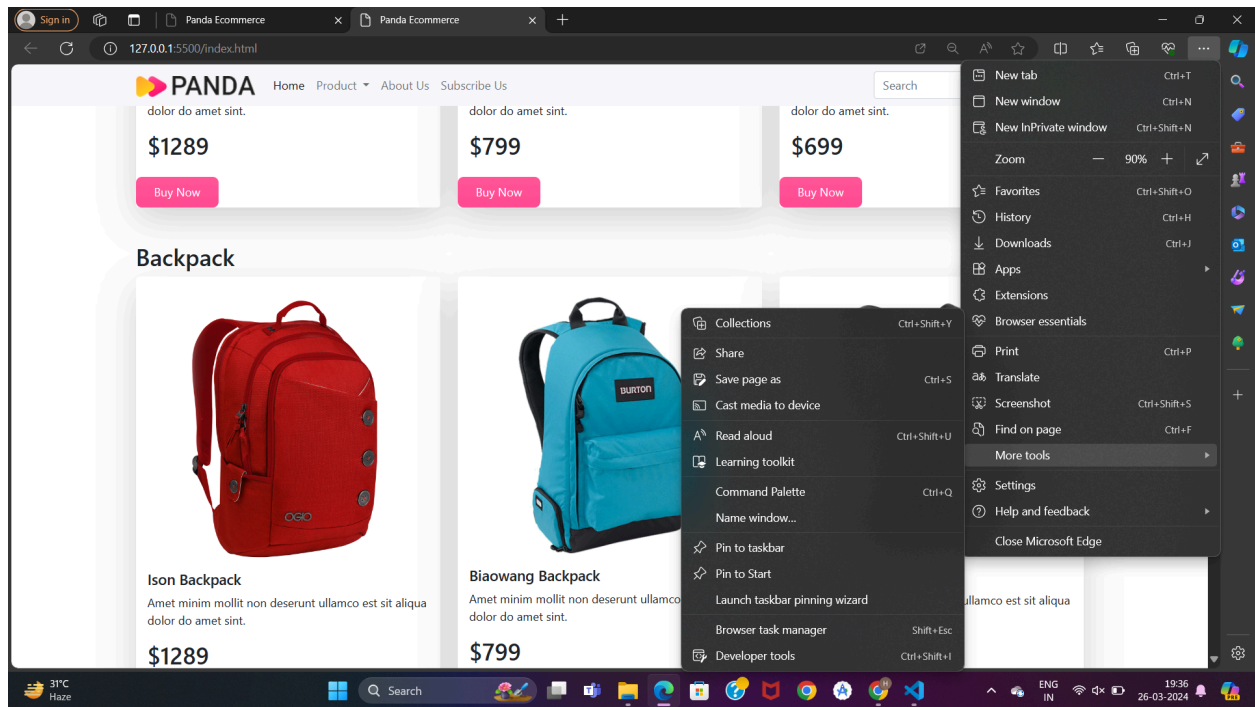 Sign in
Panda Ecommerce
Panda Ecommerce
127.0.0.1:5500/index.html
PANDA
Home Product About Us Subscribe Us
Search
dolor do amet sint.
dolor do amet sint.
dolor do amet sint.
$1289
$799
$699
Buy Now
Buy Now
Buy Now
Backpack
BURTON
OGIO
Ison Backpack
Amet minim mollit non deserunt ullamco est sit aliqua
dolor do amet sint.
$1289
Biaowang Backpack
Amet minim mollit non deserunt ullamco
dolor do amet sint.
$799
ullamco est sit aliqua
New tab Ctrl+T
New window Ctrl+N
New InPrivate window Ctrl+Shift+N
Zoom 90%
Favorites Ctrl+Shift+O
History Ctrl+H
Downloads Ctrl+J
Apps
Extensions
Browser essentials
Print Ctrl+P
Translate
Screenshot Ctrl+Shift+S
Find on page Ctrl+F
More tools
Settings
Help and feedback
Close Microsoft Edge
Collections Ctrl+Shift+Y
Share
Save page as Ctrl+S
Cast media to device
Read aloud Ctrl+Shift+U
Learning toolkit
Command Palette Ctrl+Q
Name window...
Pin to taskbar
Pin to Start
Launch taskbar pinning wizard
Browser task manager Shift+Esc
Developer tools Ctrl+Shift+I
31°C
Haze
Search
ENG
IN
19:36
26-03-2024